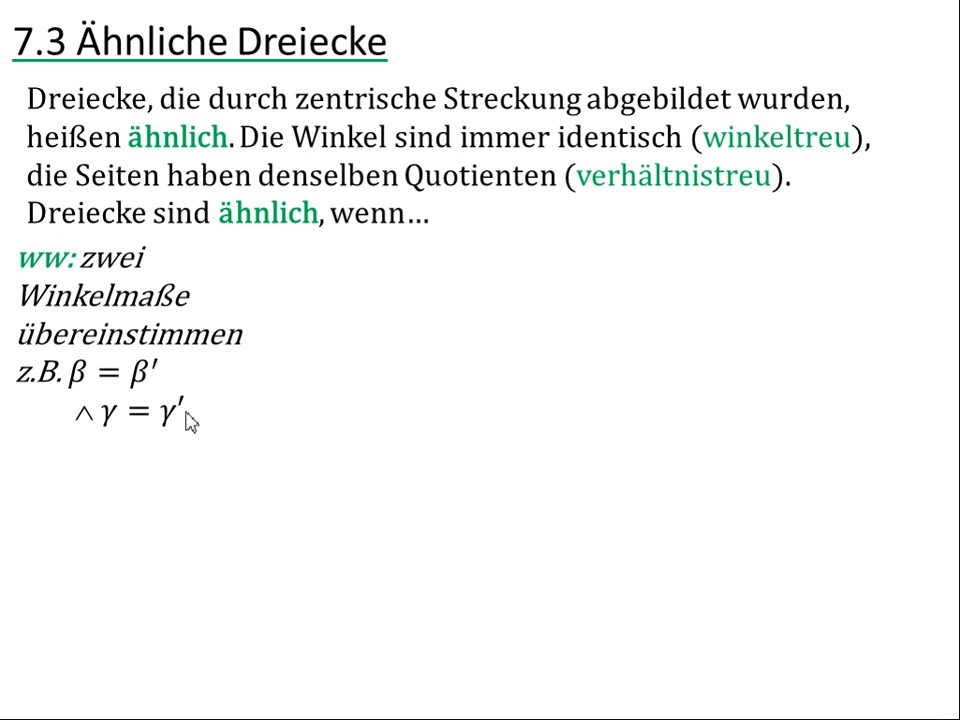 7.3 Ähnliche Dreiecke
Dreiecke, die durch zentrische Streckung abgebildet wurden,
heißen ähnlich. Die Winkel sind immer identisch (winkeltreu),
die Seiten haben denselben Quotienten (verhältnistreu).
Dreiecke sind ähnlich, wenn…
ww: zwei
Winkelmaße
übereinstimmen
z.B. β = β′
∧ γ = γ′